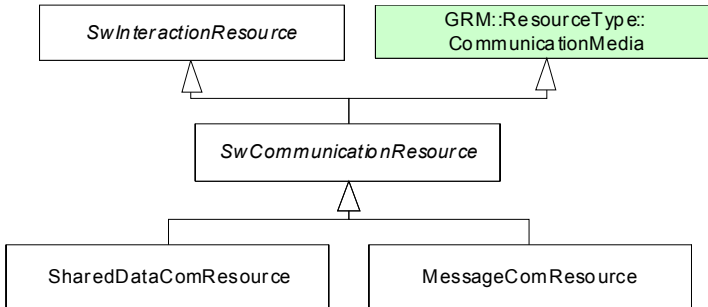 SwInteractionResource
GRM::ResourceType::
CommunicationMedia
SwCommunicationResource
SharedDataComResource
MessageComResource